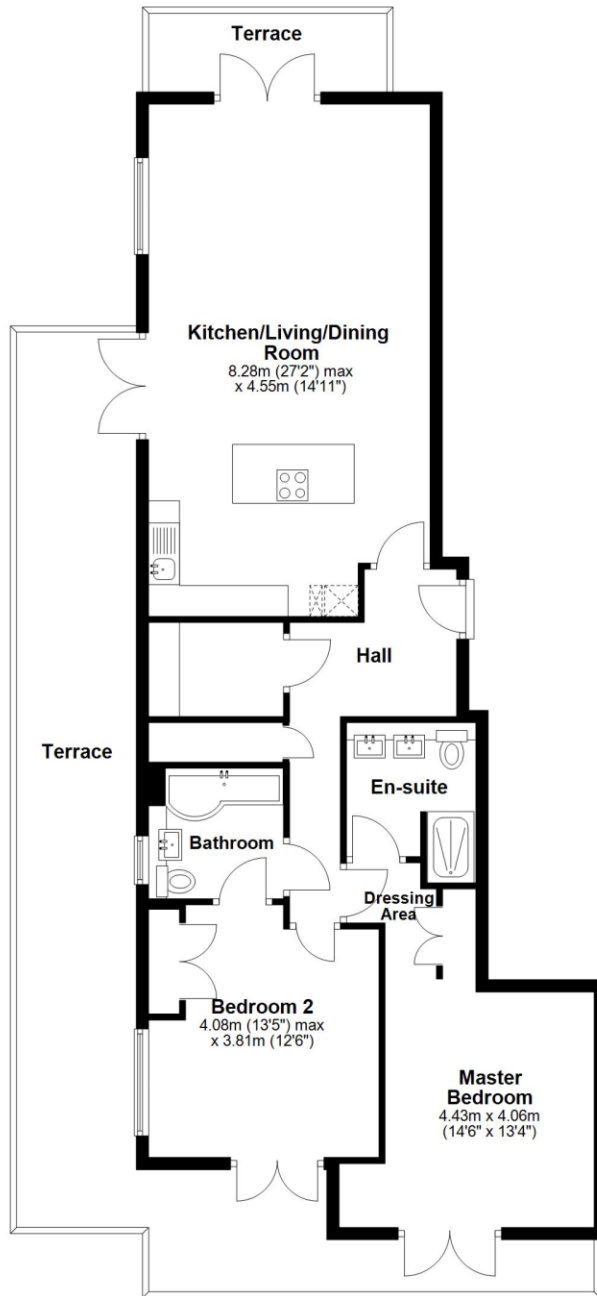 Terrace
Kitchen/Living/Dining
Room
8.28m (27'2") max
x 4.55m (14'11")
Hall
Terrace
En-suite
Bathroom
Dressing
Area
Bedroom 2
4.08m (13'5") max
x 3.81m (12'6")
Master
Bedroom
4.43m x 4.06m
(14'6" x 13'4")